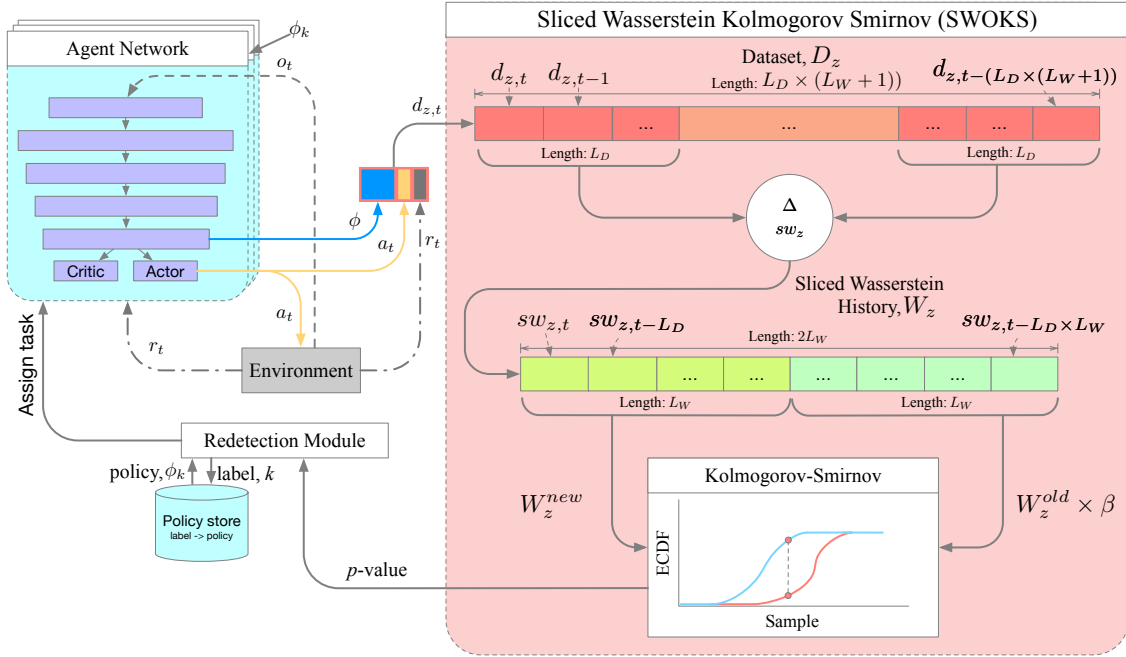 Sliced Wasserstein Kolmogorov Smirnov (SWOKS)
Agent Network
ϕ_k
o_t
Critic
Actor
ϕ
a_t
r_t
d_{z,t}
a_t
r_t
Environment
Assign task
Redetection Module
policy, ϕ_k
label, k
Policy store
label -> policy
p-value
Dataset, D_z
Length: L_D × (L_W + 1))
d_{z,t}
d_{z,t−1}
d_{z,t−(L_D×(L_W+1))}
...
...
...
...
Length: L_D
Length: L_D
Δ
sw_z
Sliced Wasserstein
History, W_z
sw_{z,t}
sw_{z,t−L_D}
sw_{z,t−L_D×L_W}
Length: 2L_W
...
...
...
...
...
Length: L_W
Length: L_W
W_z^{new}
W_z^{old} × β
Kolmogorov-Smirnov
ECDF
Sample